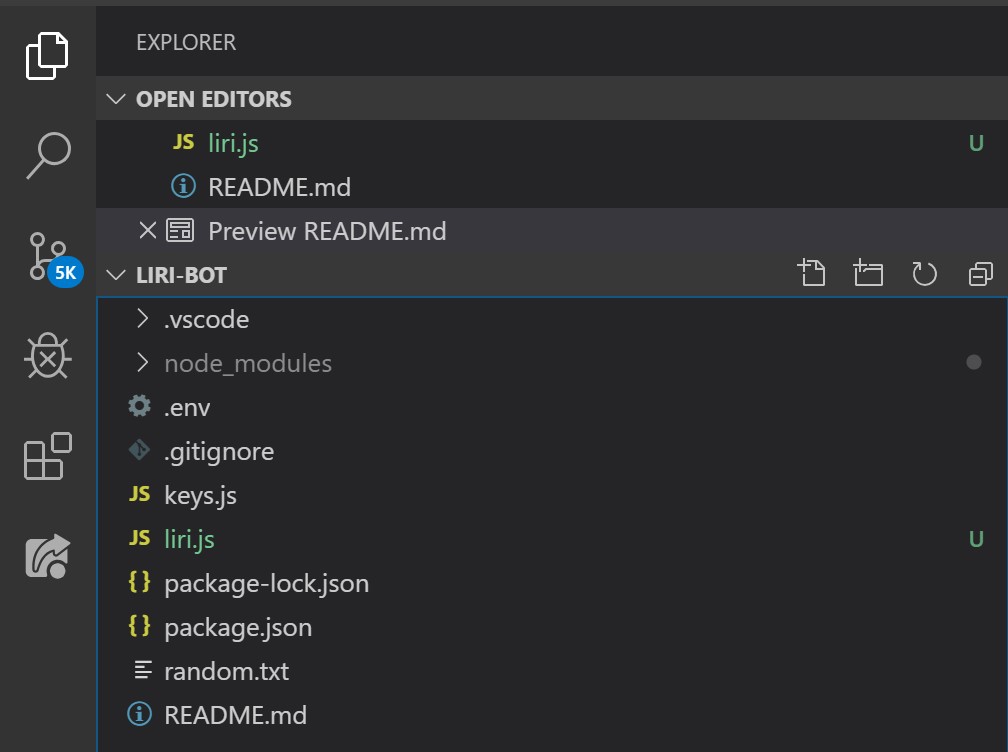 EXPLORER
OPEN EDITORS
JS liri.js U
README.md
Preview README.md
5K
LIRI-BOT
.vscode
node_modules
.env
.gitignore
JS keys.js
JS liri.js U
{} package-lock.json
{} package.json
random.txt
README.md